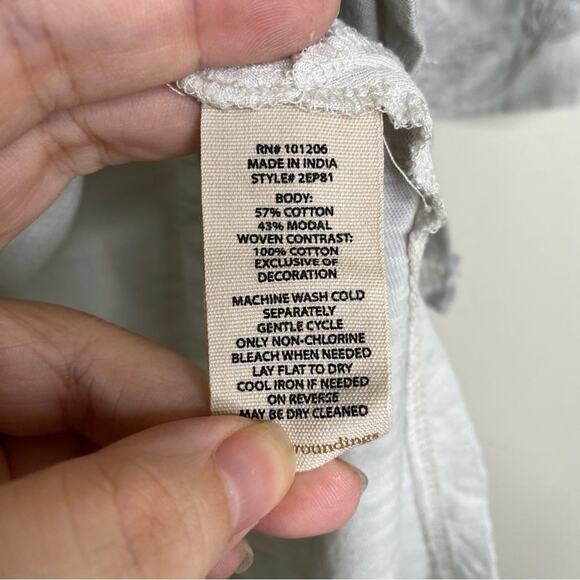 RN# 101206
MADE IN INDIA
STYLE# 2EP81
BODY:
57% COTTON
43% MODAL
WOVEN CONTRAST:
100% COTTON
EXCLUSIVE OF
DECORATION
MACHINE WASH COLD
SEPARATELY
GENTLE CYCLE
ONLY NON-CHLORINE
BLEACH WHEN NEEDED
LAY FLAT TO DRY
COOL IRON IF NEEDED
ON REVERSE
MAY BE DRY CLEANED
roundings